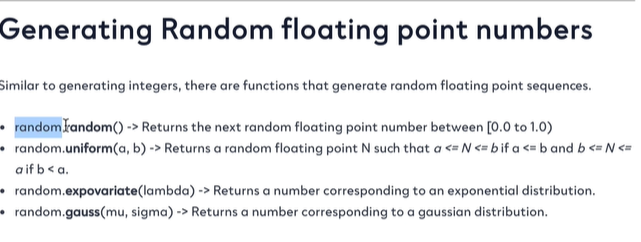 Generating Random floating point numbers
Similar to generating integers, there are functions that generate random floating point sequences.
• random.random() -> Returns the next random floating point number between [0.0 to 1.0)
• random.uniform(a, b) -> Returns a random floating point N such that a <= N <= b if a <= b and b <= N <=
a if b < a.
• random.expovariate(lambda) -> Returns a number corresponding to an exponential distribution.
• random.gauss(mu, sigma) -> Returns a number corresponding to a gaussian distribution.